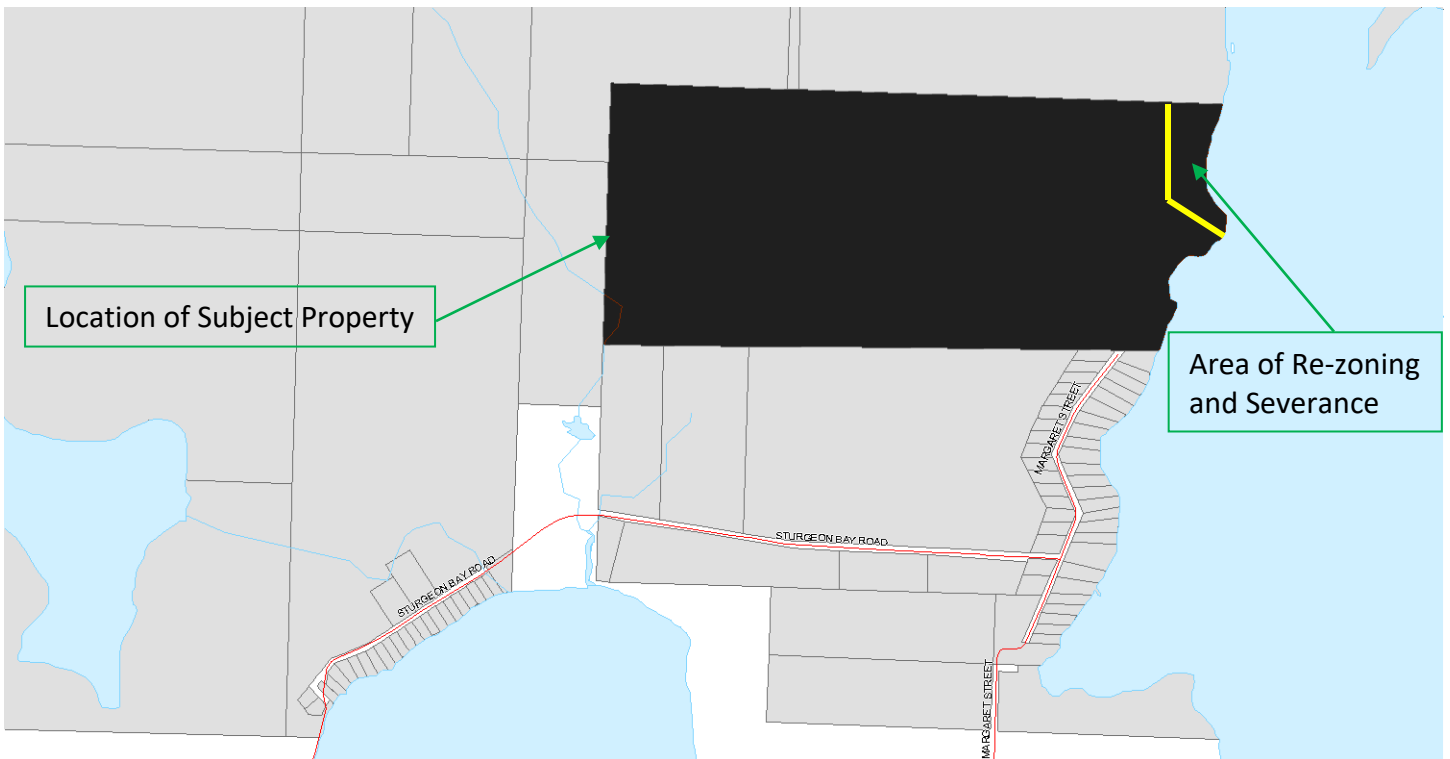 Location of Subject Property
Area of Re-zoning
and Severance
MARGARET STREET
STURGEON BAY ROAD
STURGEON BAY ROAD
MARGARET STREET